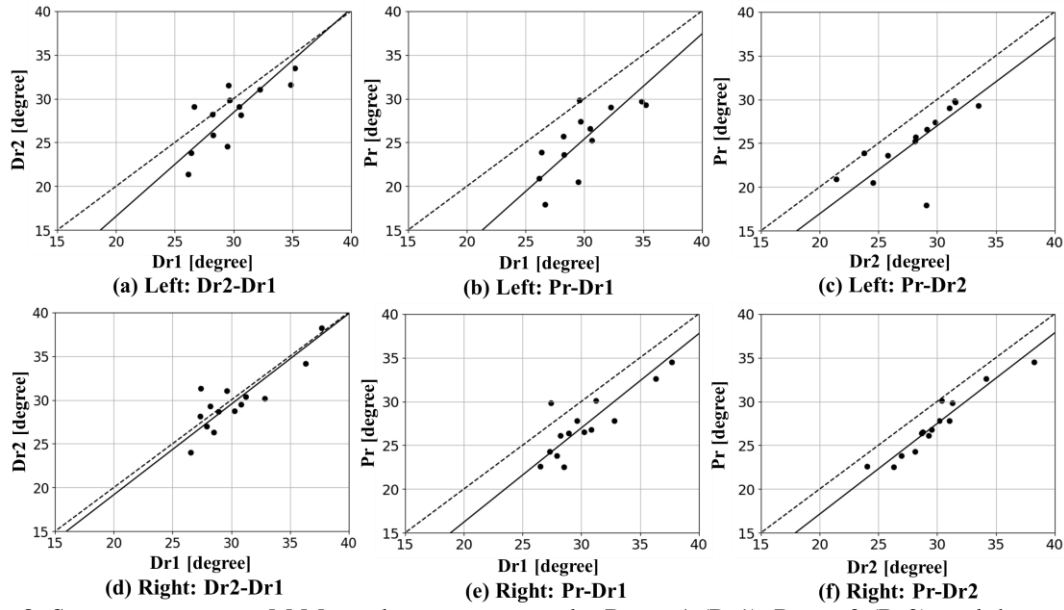 40
35
30
25
20
15
Dr2 [degree]
15 20 25 30 35 40
Dr1 [degree]
(a) Left: Dr2-Dr1
40
35
30
25
20
15
Pr [degree]
15 20 25 30 35 40
Dr1 [degree]
(b) Left: Pr-Dr1
40
35
30
25
20
15
Pr [degree]
15 20 25 30 35 40
Dr2 [degree]
(c) Left: Pr-Dr2
40
35
30
25
20
15
Dr2 [degree]
15 20 25 30 35 40
Dr1 [degree]
(d) Right: Dr2-Dr1
40
35
30
25
20
15
Pr [degree]
15 20 25 30 35 40
Dr1 [degree]
(e) Right: Pr-Dr1
40
35
30
25
20
15
Pr [degree]
15 20 25 30 35 40
Dr2 [degree]
(f) Right: Pr-Dr2